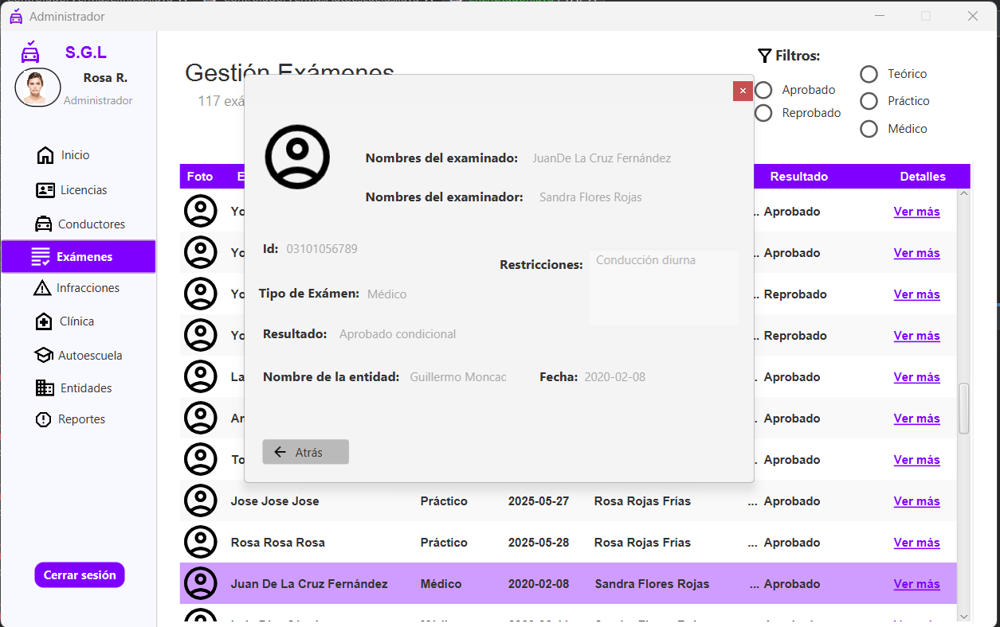 Administrador
S.G.L
Rosa R.
Administrador
Inicio
Licencias
Conductores
Exámenes
Infracciones
Clínica
Autoescuela
Entidades
Reportes
Cerrar sesión
Gestión Exámenes
117 exá
Filtros:
Aprobado
Reprobado
Teórico
Práctico
Médico
Foto E Resultado Detalles
Yo ... Aprobado Ver más
Yo ... Aprobado Ver más
Yo ... Reprobado Ver más
Yo ... Reprobado Ver más
La ... Aprobado Ver más
An ... Aprobado Ver más
To ... Aprobado Ver más
Jose Jose Jose Práctico 2025-05-27 Rosa Rojas Frías ... Aprobado Ver más
Rosa Rosa Rosa Práctico 2025-05-28 Rosa Rojas Frías ... Aprobado Ver más
Juan De La Cruz Fernández Médico 2020-02-08 Sandra Flores Rojas ... Aprobado Ver más
Nombres del examinado: JuanDe La Cruz Fernández
Nombres del examinador: Sandra Flores Rojas
Id: 03101056789
Restricciones: Conducción diurna
Tipo de Exámen: Médico
Resultado: Aprobado condicional
Nombre de la entidad: Guillermo Moncac Fecha: 2020-02-08
Atrás